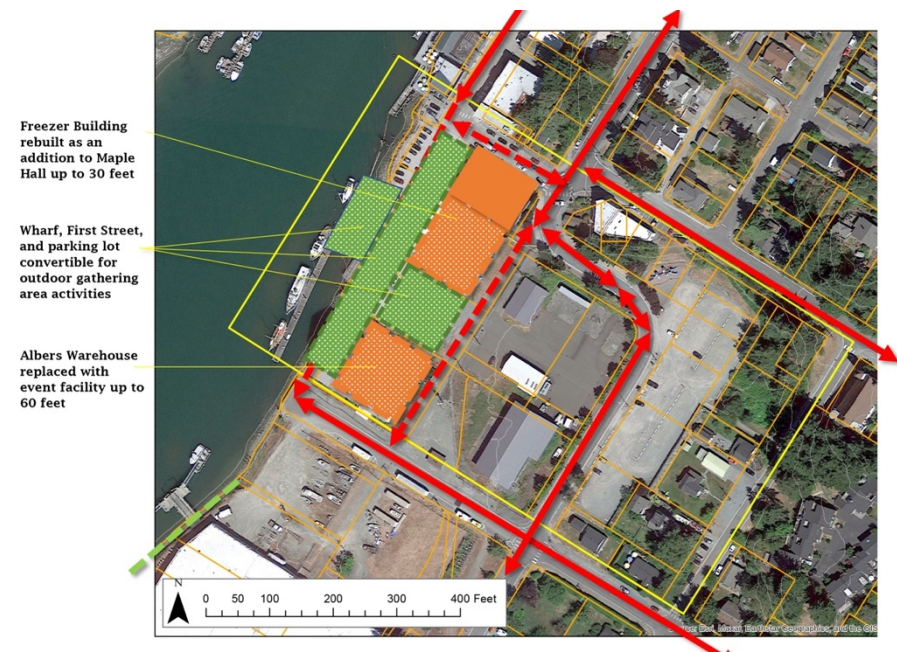 Freezer Building
rebuilt as an
addition to Maple
Hall up to 30 feet
Wharf, First Street,
and parking lot
convertible for
outdoor gathering
area activities
Albers Warehouse
replaced with
event facility up to
60 feet
N
0 50 100 200 300 400 Feet
Source: Esri, Maxar, Earthstar Geographics, and the GIS